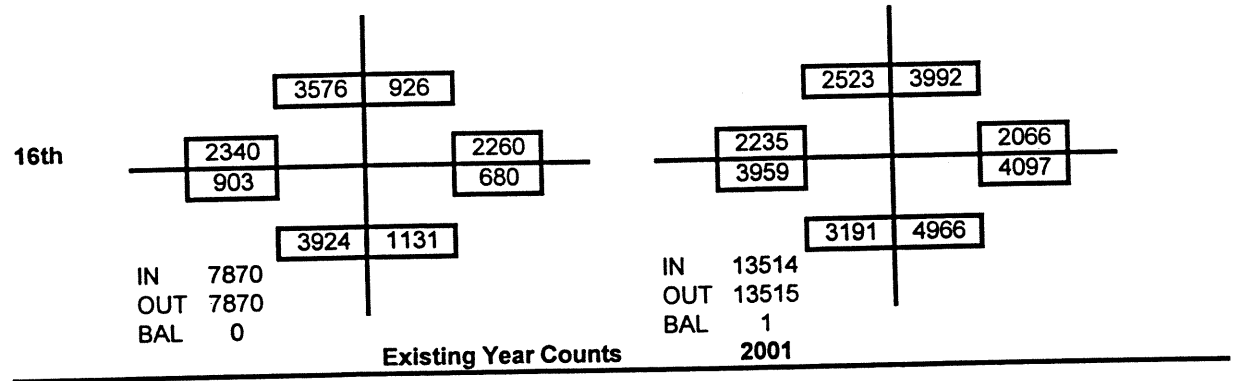 3576 926 2523 3992
16th 2340 2260 2235 2066
903 680 3959 4097
3924 1131 3191 4966
IN 7870 IN 13514
OUT 7870 OUT 13515
BAL 0 BAL 1
Existing Year Counts 2001